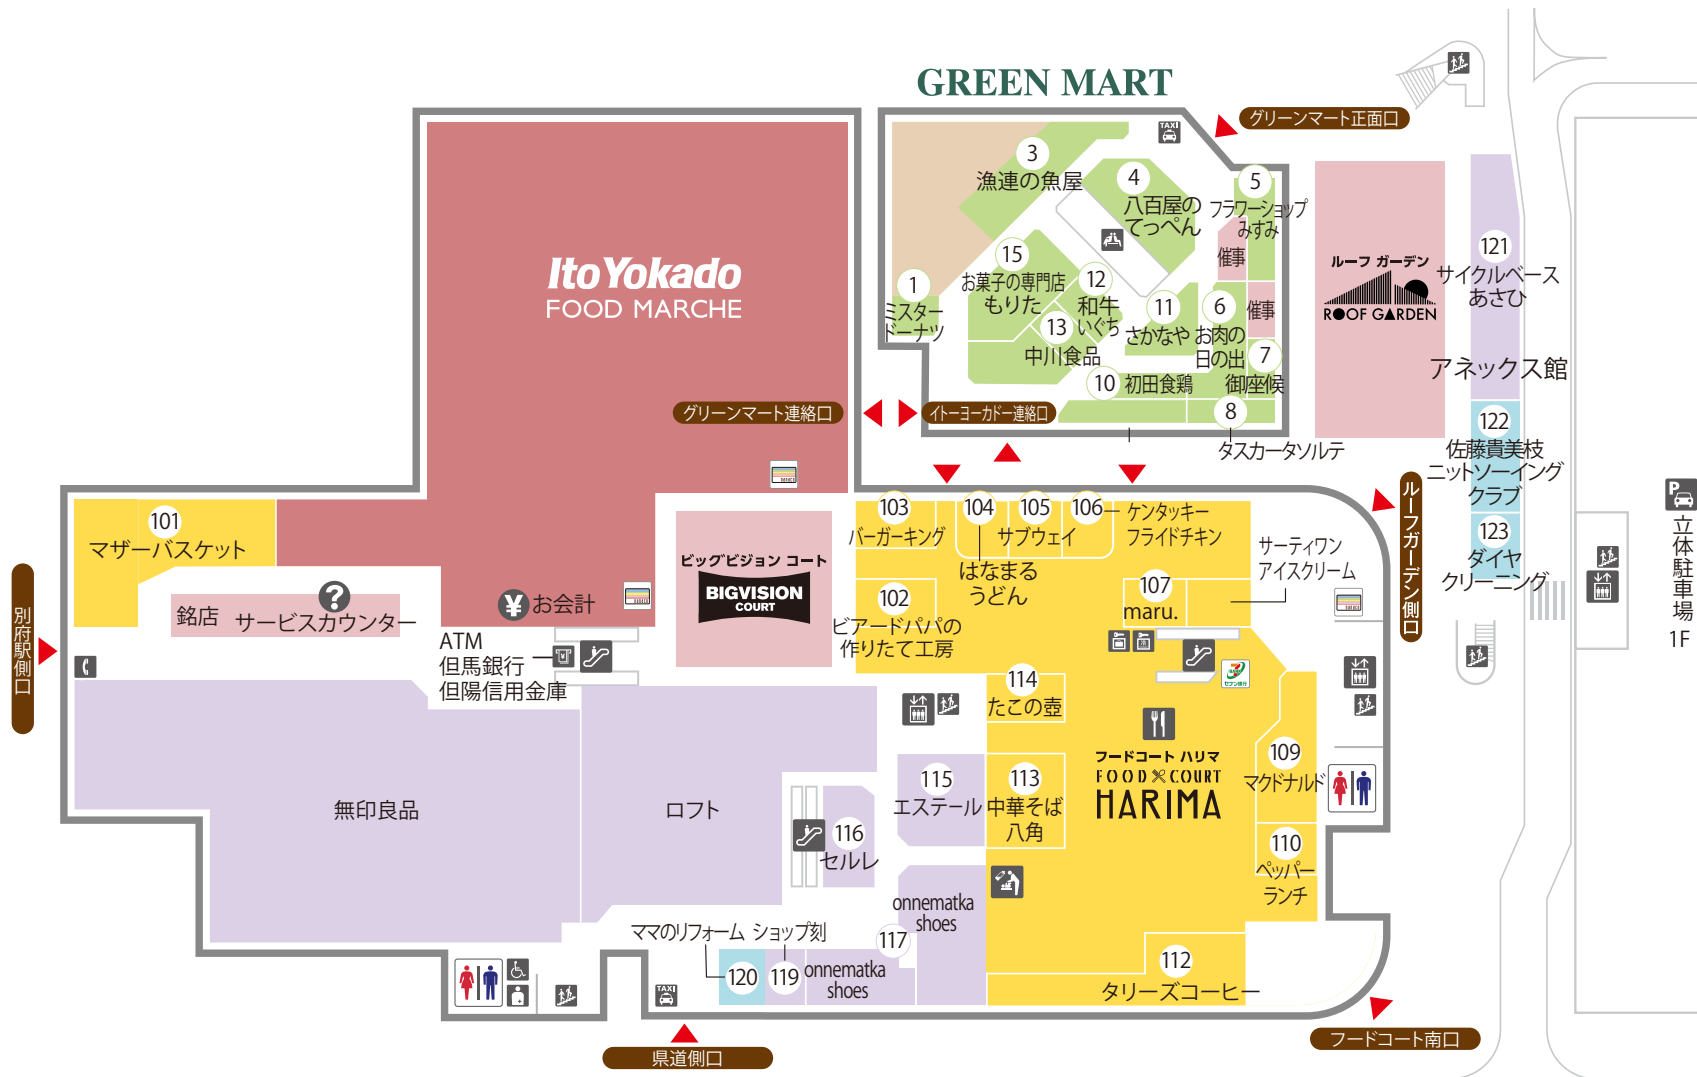 GREEN MART
TAXI
グリーンマート正面口
3
漁連の魚屋
4
八百屋の
てっぺん
5
フラワーショップ
みすみ
催事
催事
15
お菓子の専門店
もりた
12
和牛
いぐち
1
ミスター
ドーナツ
13
中川食品
11
さかなや
6
お肉の
日の出
7
御座候
10
初田食鶏
8
タスカータソルテ
ルーフ ガーデン
ROOF GARDEN
121
サイクルベース
あさひ
アネックス館
122
佐藤貴美枝
ニットソーイング
クラブ
123
ダイヤ
クリーニング
P
立体駐車場
1F
Ito Yokado
FOOD MARCHE
グリーンマート連絡口
イトーヨーカドー連絡口
ルーフガーデン側口
101
マザーバスケット
銘店
?
サービスカウンター
¥
お会計
ATM
但馬銀行
但陽信用金庫
別府駅側口
ビッグビジョン コート
BIGVISION
COURT
103
バーガーキング
104
はなまる
うどん
105
サブウェイ
106
ケンタッキー
フライドチキン
サーティワン
アイスクリーム
107
maru.
102
ビアードパパの
作りたて工房
114
たこの壺
セブン銀行
フードコート ハリマ
FOOD COURT
HARIMA
109
マクドナルド
113
中華そば
八角
110
ペッパー
ランチ
115
エステール
116
セルレ
無印良品
ロフト
onnematka
shoes
117
onnematka
shoes
ママのリフォーム
ショップ刻
120
119
112
タリーズコーヒー
TAXI
県道側口
フードコート南口